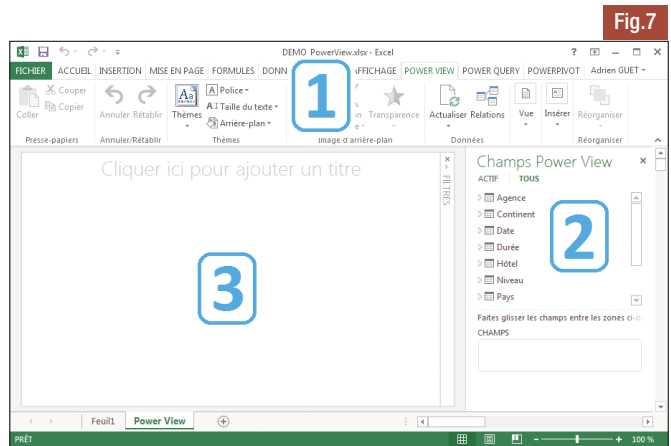 Fig.7
DEMO PowerView.xlsx - Excel
FICHIER ACCUEIL INSERTION MISE EN PAGE FORMULES DONN AFFICHAGE POWER VIEW POWER QUERY POWERPIVOT Adrien GUET
1
Couper
Copier
Coller
Annuler Rétablir
Thèmes
A Police
A Taille du texte
Arrière-plan
Transparence
Actualiser Relations
Vue Insérer
Réorganiser
Presse-papiers Annuler/Rétablir Thèmes Image d'arrière-plan Données Réorganiser
Cliquer ici pour ajouter un titre
FILTRES
3
Champs Power View
ACTIF TOUS
Agence
Continent
Date
Durée
Hôtel
Niveau
Pays
2
Faites glisser les champs entre les zones ci-d
CHAMPS
Feuil1 Power View
PRÊT 100 %